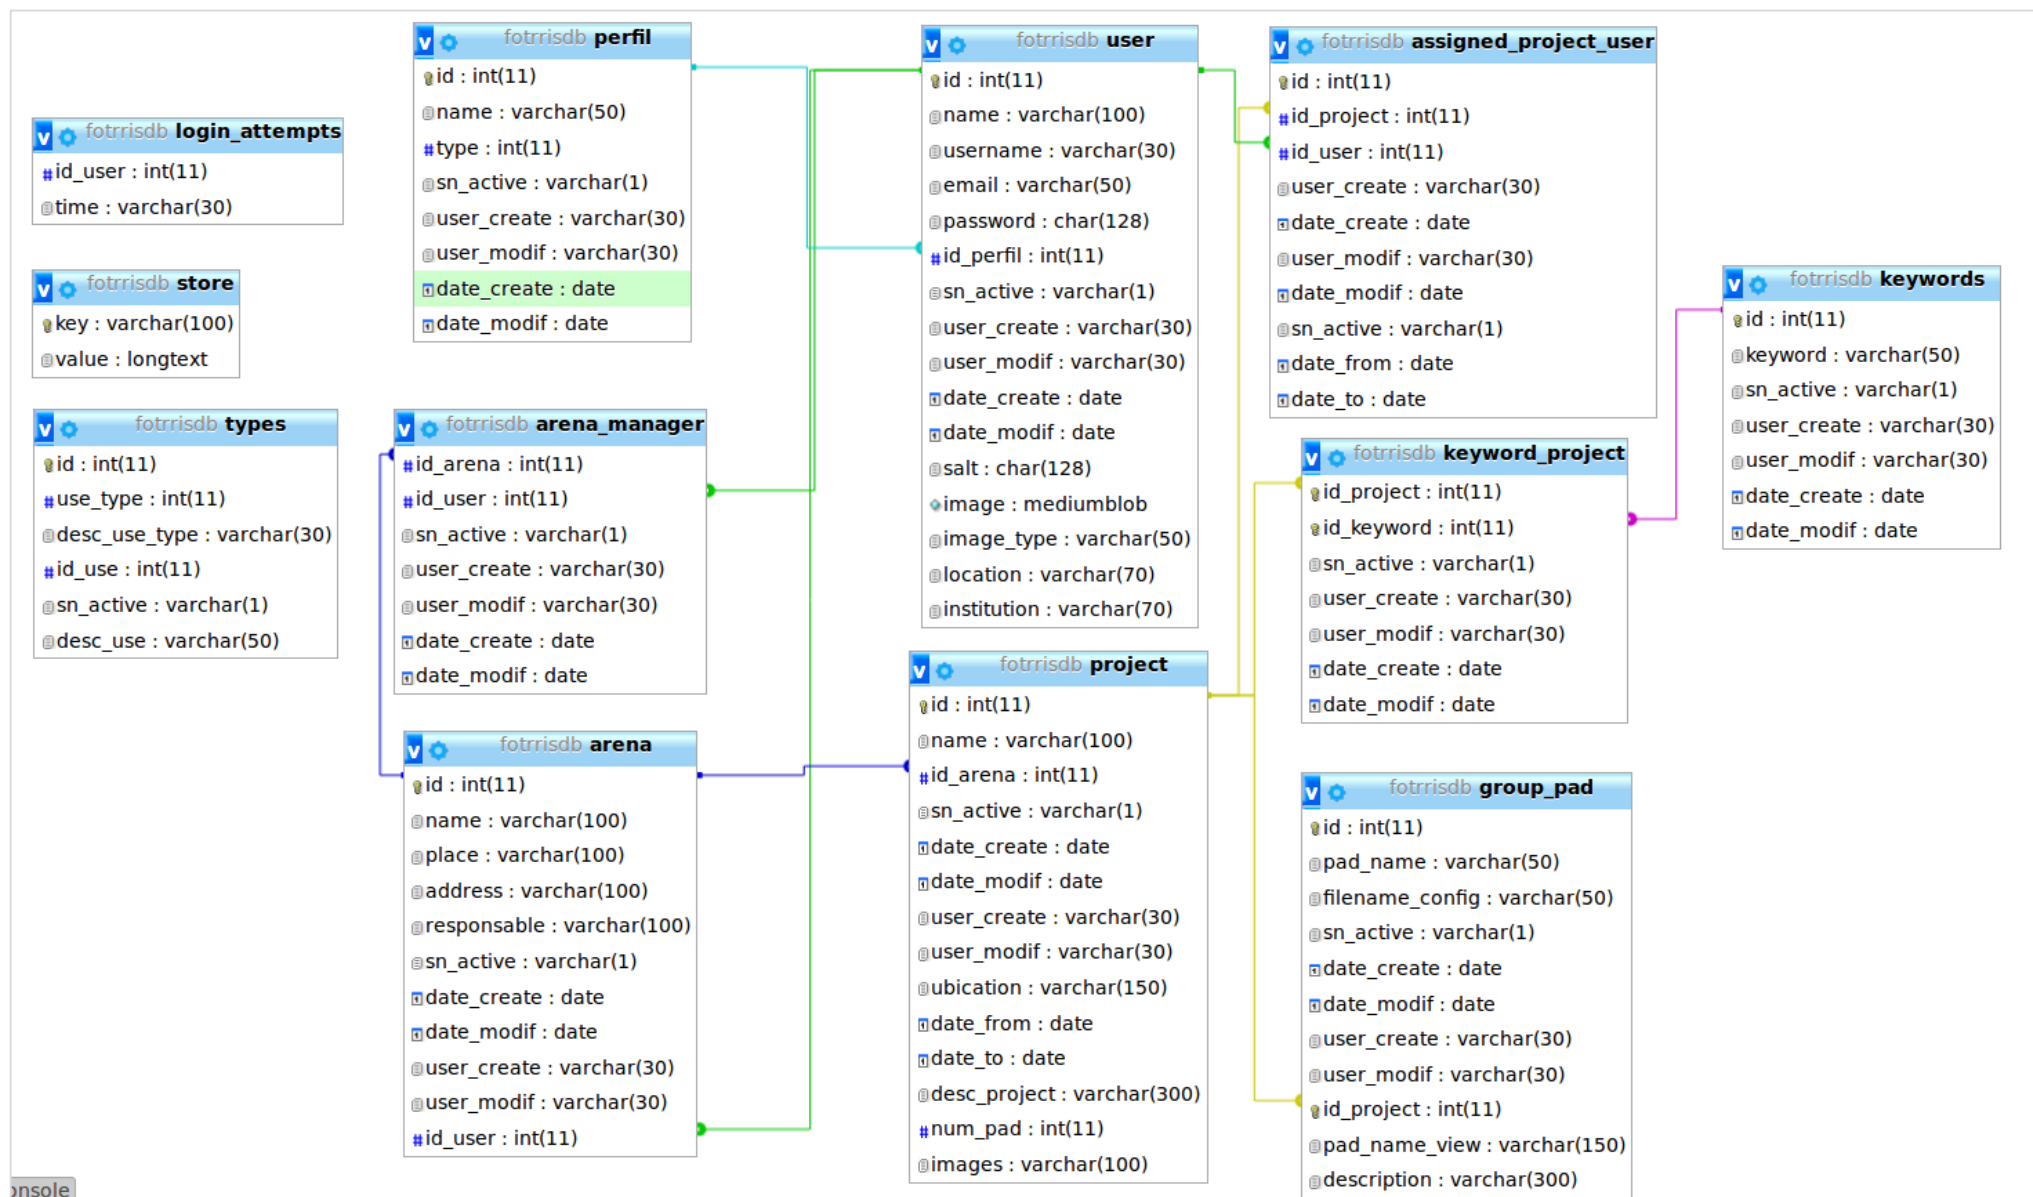 fotrrisdb perfil
id : int(11)
name : varchar(50)
type : int(11)
sn_active : varchar(1)
user_create : varchar(30)
user_modif : varchar(30)
date_create : date
date_modif : date
fotrrisdb user
id : int(11)
name : varchar(100)
username : varchar(30)
email : varchar(50)
password : char(128)
id_perfil : int(11)
sn_active : varchar(1)
user_create : varchar(30)
user_modif : varchar(30)
date_create : date
date_modif : date
salt : char(128)
image : mediumblob
image_type : varchar(50)
location : varchar(70)
institution : varchar(70)
fotrrisdb assigned_project_user
id : int(11)
id_project : int(11)
id_user : int(11)
user_create : varchar(30)
date_create : date
user_modif : varchar(30)
date_modif : date
sn_active : varchar(1)
date_from : date
date_to : date
fotrrisdb login_attempts
id_user : int(11)
time : varchar(30)
fotrrisdb store
key : varchar(100)
value : longtext
fotrrisdb keywords
id : int(11)
keyword : varchar(50)
sn_active : varchar(1)
user_create : varchar(30)
user_modif : varchar(30)
date_create : date
date_modif : date
fotrrisdb types
id : int(11)
use_type : int(11)
desc_use_type : varchar(30)
id_use : int(11)
sn_active : varchar(1)
desc_use : varchar(50)
fotrrisdb arena_manager
id_arena : int(11)
id_user : int(11)
sn_active : varchar(1)
user_create : varchar(30)
user_modif : varchar(30)
date_create : date
date_modif : date
fotrrisdb keyword_project
id_project : int(11)
id_keyword : int(11)
sn_active : varchar(1)
user_create : varchar(30)
user_modif : varchar(30)
date_create : date
date_modif : date
fotrrisdb arena
id : int(11)
name : varchar(100)
place : varchar(100)
address : varchar(100)
responsable : varchar(100)
sn_active : varchar(1)
date_create : date
date_modif : date
user_create : varchar(30)
user_modif : varchar(30)
id_user : int(11)
fotrrisdb project
id : int(11)
name : varchar(100)
id_arena : int(11)
sn_active : varchar(1)
date_create : date
date_modif : date
user_create : varchar(30)
user_modif : varchar(30)
ubication : varchar(150)
date_from : date
date_to : date
desc_project : varchar(300)
num_pad : int(11)
images : varchar(100)
fotrrisdb group_pad
id : int(11)
pad_name : varchar(50)
filename_config : varchar(50)
sn_active : varchar(1)
date_create : date
date_modif : date
user_create : varchar(30)
user_modif : varchar(30)
id_project : int(11)
pad_name_view : varchar(150)
description : varchar(300)
onsole